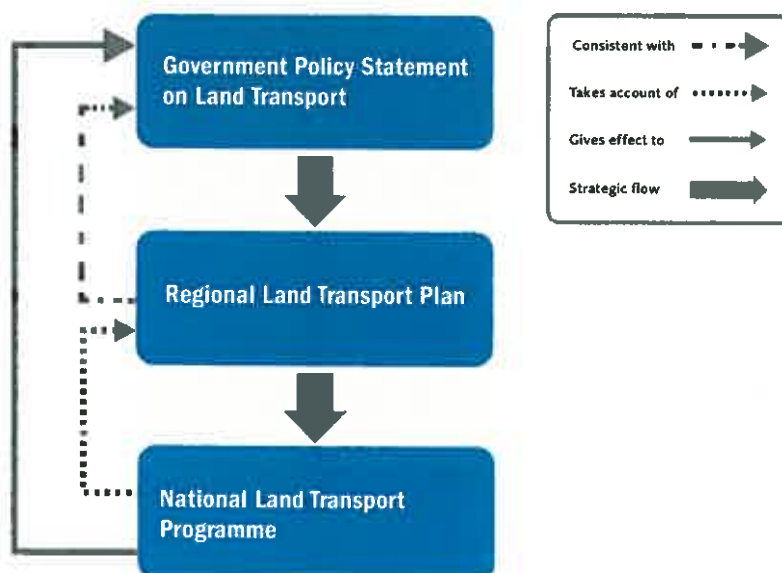 Government Policy Statement
on Land Transport
Regional Land Transport Plan
National Land Transport
Programme
Consistent with
Takes account of
Gives effect to
Strategic flow